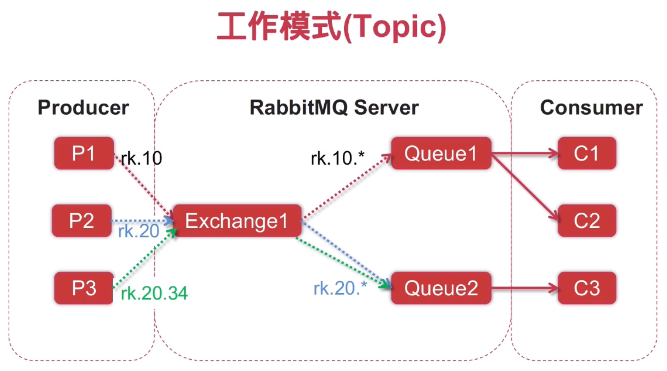 工作模式(Topic)
Producer
RabbitMQ Server
Consumer
P1
rk.10
rk.10.*
Queue1
C1
P2
rk.20
Exchange1
C2
P3
rk.20.34
rk.20.*
Queue2
C3